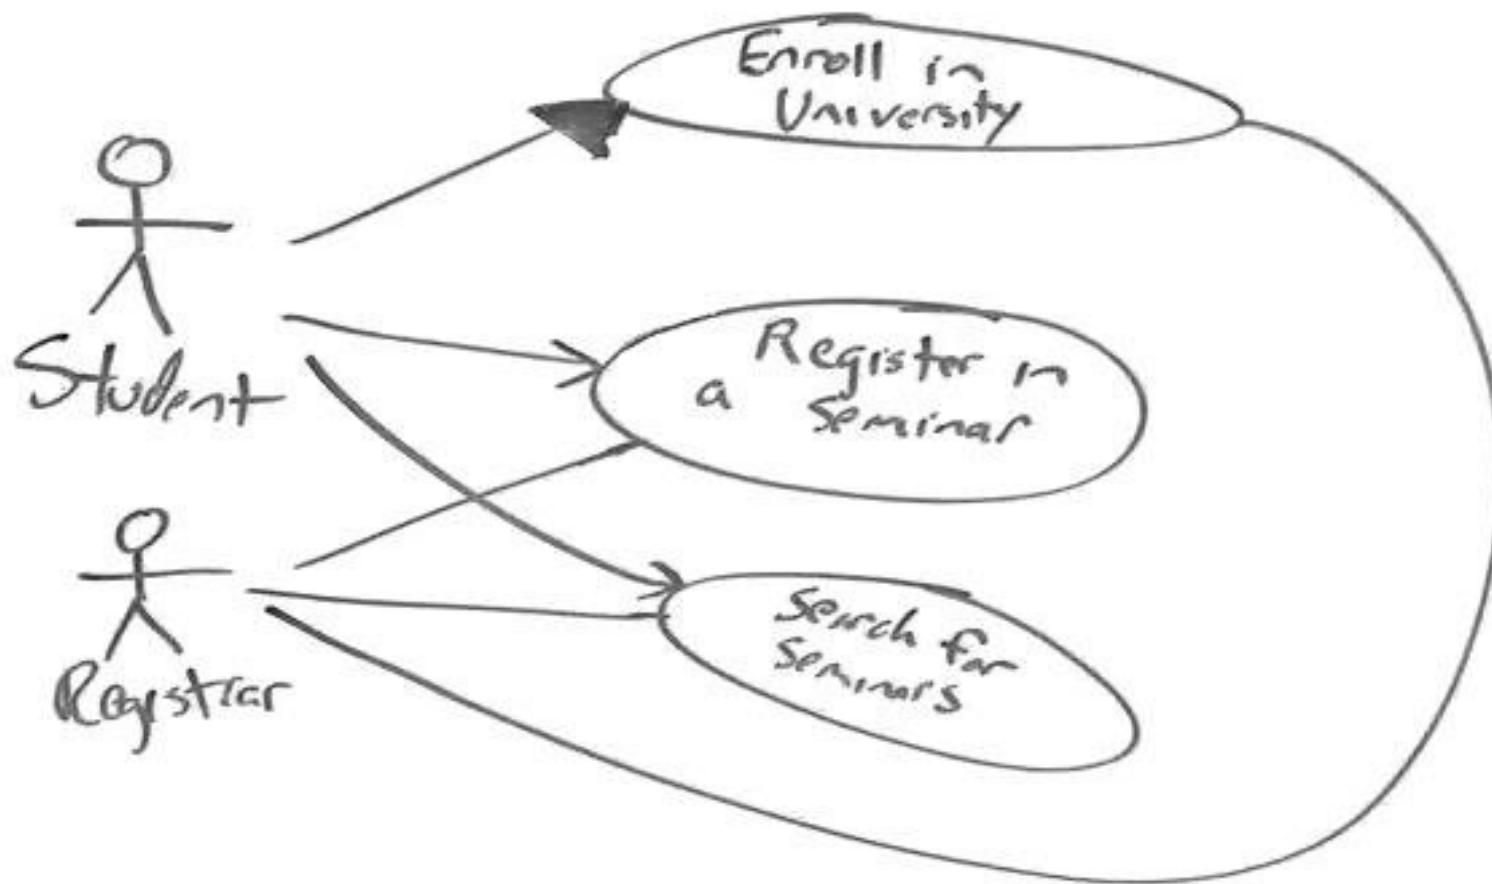 Enroll in
University
Student
Register in
a Seminar
Registrar
Search for
Seminars